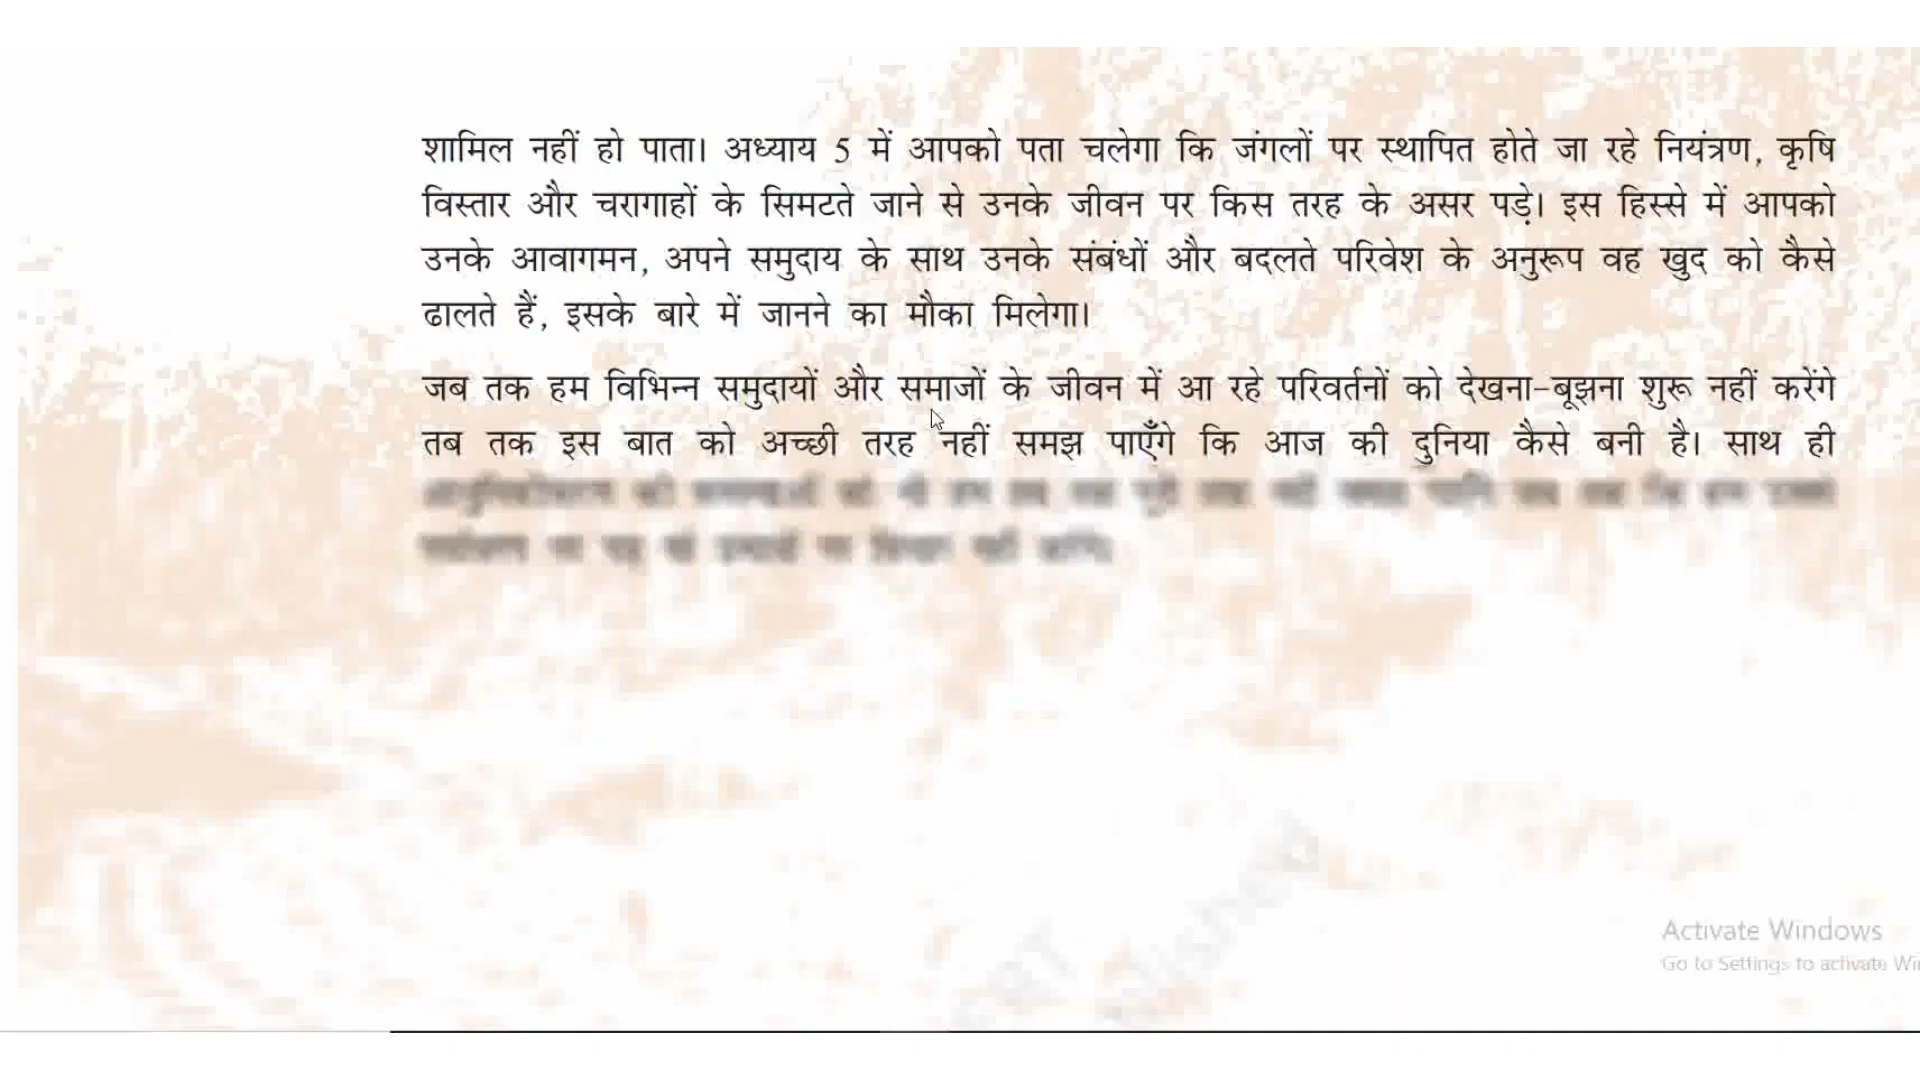 शामिल नहीं हो पाता। अध्याय 5 में आपको पता चलेगा कि जंगलों पर स्थापित होते जा रहे नियंत्रण, कृषि
विस्तार और चरागाहों के सिमटते जाने से उनके जीवन पर किस तरह के असर पड़े। इस हिस्से में आपको
उनके आवागमन, अपने समुदाय के साथ उनके संबंधों और बदलते परिवेश के अनुरूप वह खुद को कैसे
ढालते हैं, इसके बारे में जानने का मौका मिलेगा।
जब तक हम विभिन्न समुदायों और समाजों के जीवन में आ रहे परिवर्तनों को देखना-बूझना शुरू नहीं करेंगे
तब तक इस बात को अच्छी तरह नहीं समझ पाएँगे कि आज की दुनिया कैसे बनी है। साथ ही
Activate Windows
Go to Settings to activate